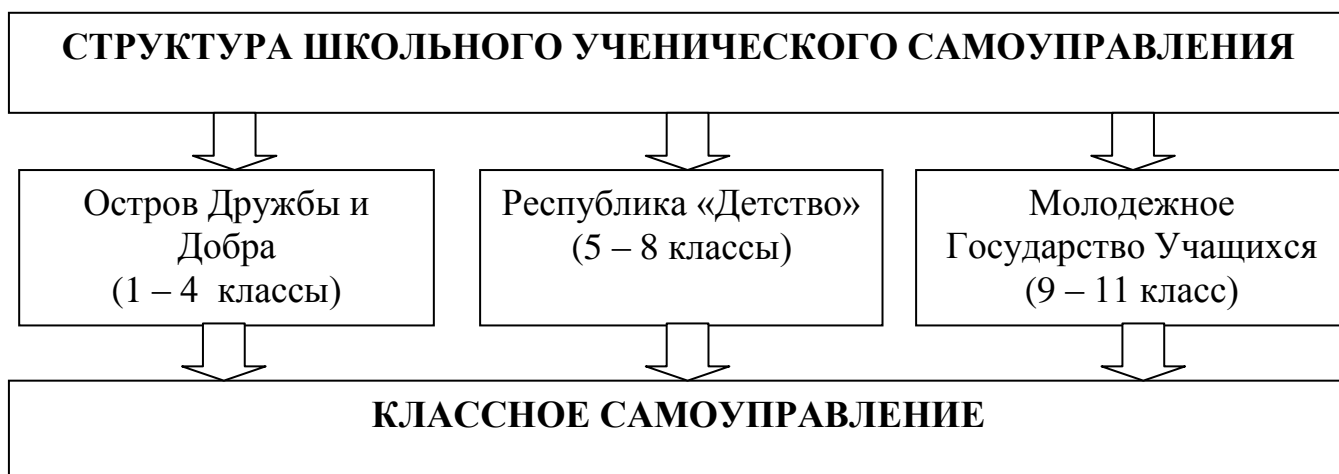 СТРУКТУРА ШКОЛЬНОГО УЧЕНИЧЕСКОГО САМОУПРАВЛЕНИЯ
Остров Дружбы и
Добра
(1 – 4 классы)
Республика «Детство»
(5 – 8 классы)
Молодежное
Государство Учащихся
(9 – 11 класс)
КЛАССНОЕ САМОУПРАВЛЕНИЕ